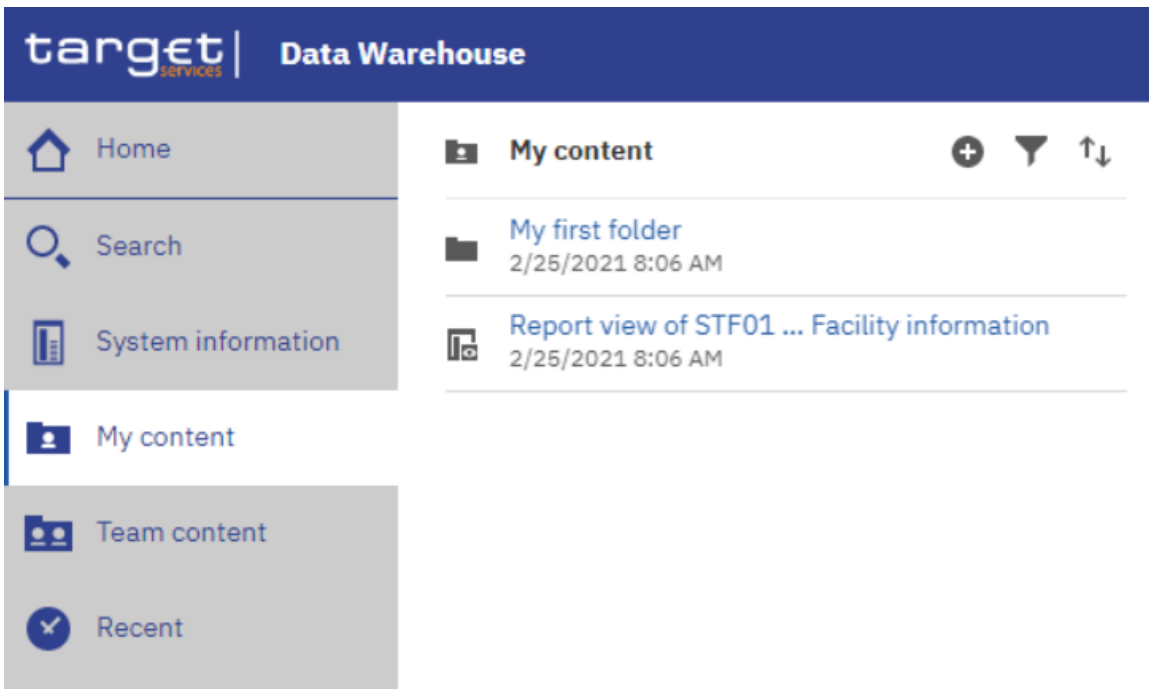 target services | Data Warehouse
Home
Search
System information
My content
Team content
Recent
My content
My first folder
2/25/2021 8:06 AM
Report view of STF01 ... Facility information
2/25/2021 8:06 AM